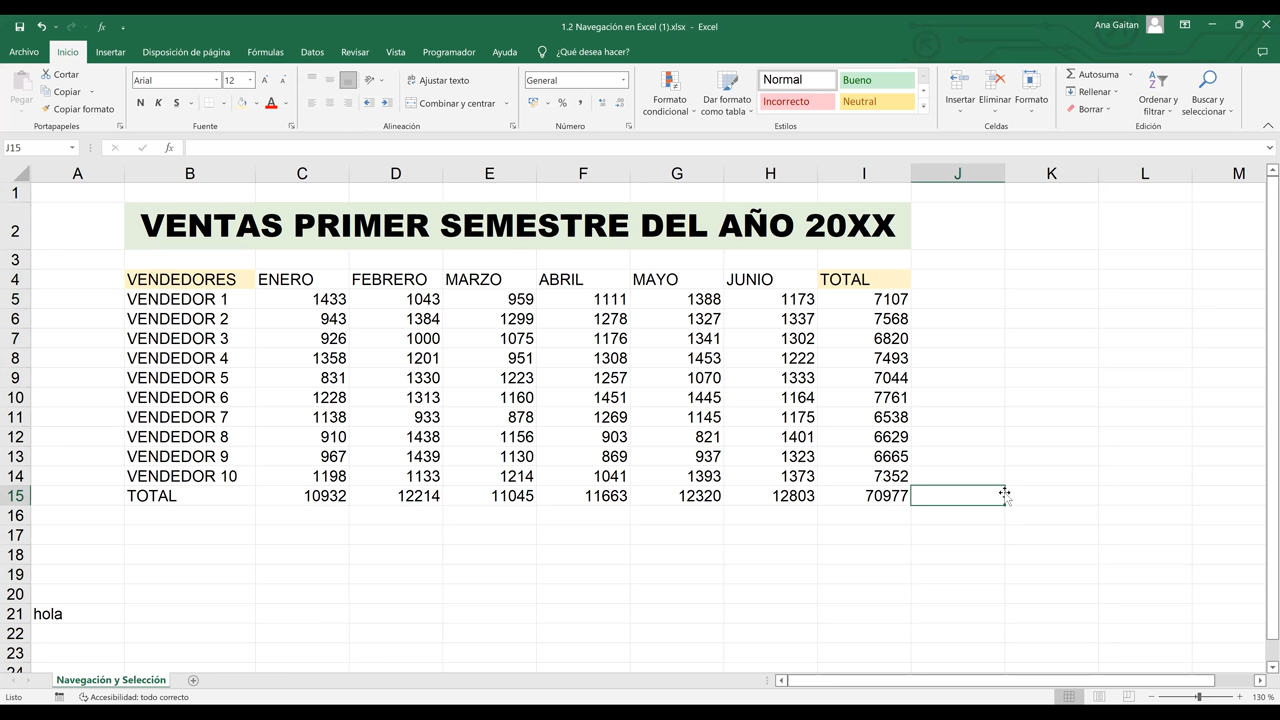 1.2 Navegación en Excel (1).xlsx - Excel
Ana Gaitan
Archivo Inicio Insertar Disposición de página Fórmulas Datos Revisar Vista Programador Ayuda ¿Qué desea hacer?
Pegar
Cortar
Copiar
Copiar formato
Portapapeles
Arial 12
N K S
Fuente
Ajustar texto
Combinar y centrar
Alineación
General
Número
Formato condicional
Dar formato como tabla
Normal Bueno
Incorrecto Neutral
Estilos
Insertar Eliminar Formato
Celdas
Autosuma
Rellenar
Borrar
Ordenar y filtrar
Buscar y seleccionar
Edición
J15 fx
A B C D E F G H I J K L M
1
2 VENTAS PRIMER SEMESTRE DEL AÑO 20XX
3
4 VENDEDORES ENERO FEBRERO MARZO ABRIL MAYO JUNIO TOTAL
5 VENDEDOR 1 1433 1043 959 1111 1388 1173 7107
6 VENDEDOR 2 943 1384 1299 1278 1327 1337 7568
7 VENDEDOR 3 926 1000 1075 1176 1341 1302 6820
8 VENDEDOR 4 1358 1201 951 1308 1453 1222 7493
9 VENDEDOR 5 831 1330 1223 1257 1070 1333 7044
10 VENDEDOR 6 1228 1313 1160 1451 1445 1164 7761
11 VENDEDOR 7 1138 933 878 1269 1145 1175 6538
12 VENDEDOR 8 910 1438 1156 903 821 1401 6629
13 VENDEDOR 9 967 1439 1130 869 937 1323 6665
14 VENDEDOR 10 1198 1133 1214 1041 1393 1373 7352
15 TOTAL 10932 12214 11045 11663 12320 12803 70977
16
17
18
19
20
21 hola
22
23
24
Navegación y Selección
Listo Accesibilidad: todo correcto 130 %